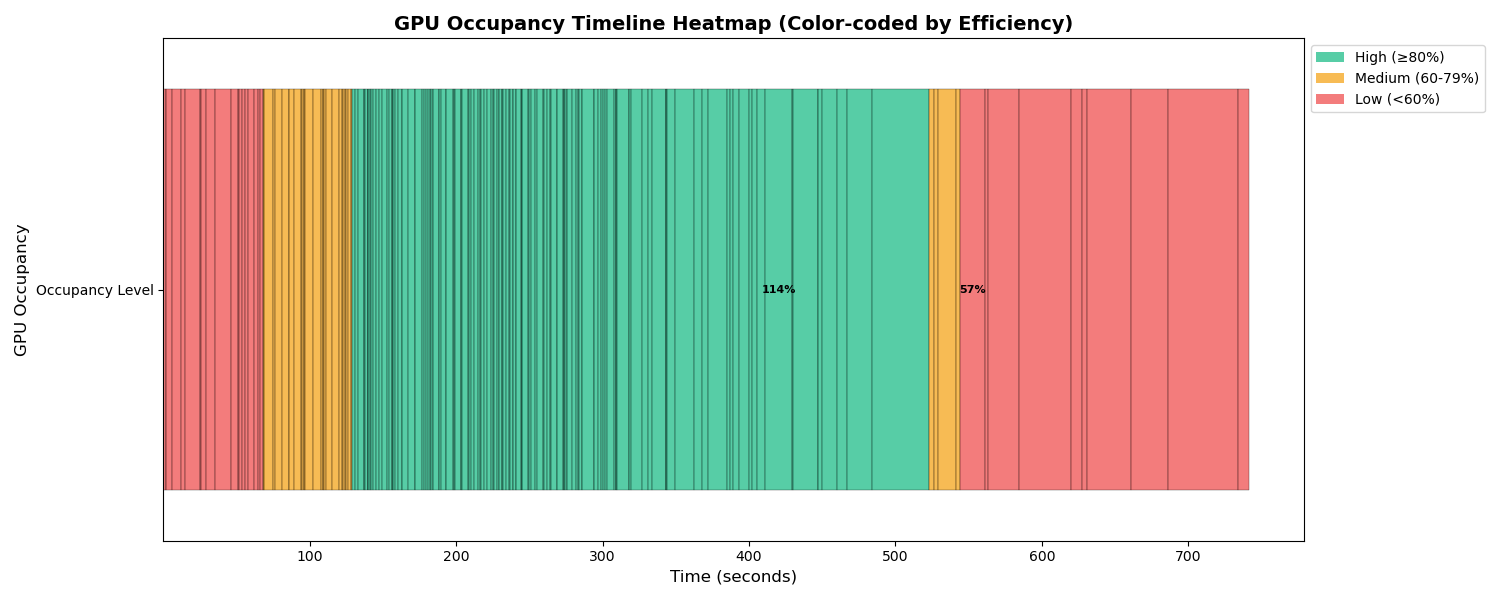 GPU Occupancy Timeline Heatmap (Color-coded by Efficiency)
High (≥80%)
Medium (60-79%)
Low (<60%)
GPU Occupancy
Occupancy Level
114%
57%
100 200 300 400 500 600 700
Time (seconds)